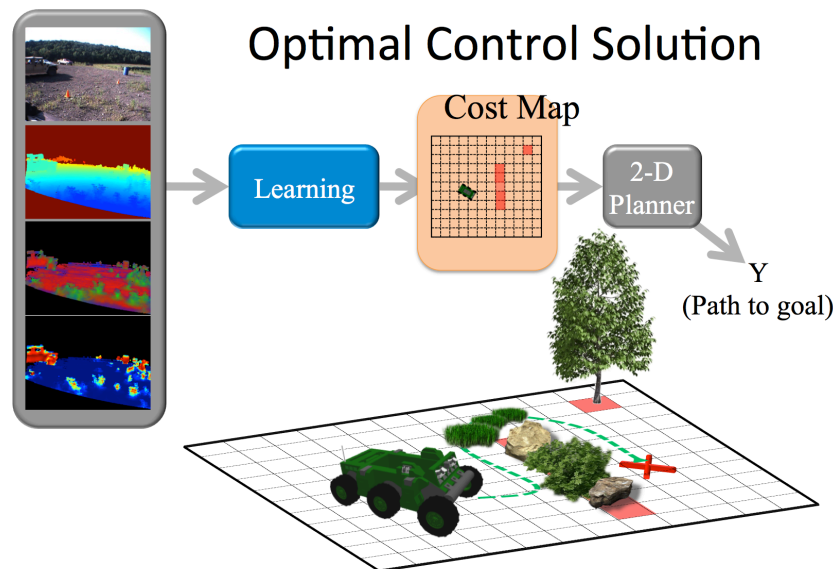 Optimal Control Solution
Cost Map
Learning
2-D
Planner
Y
(Path to goal)